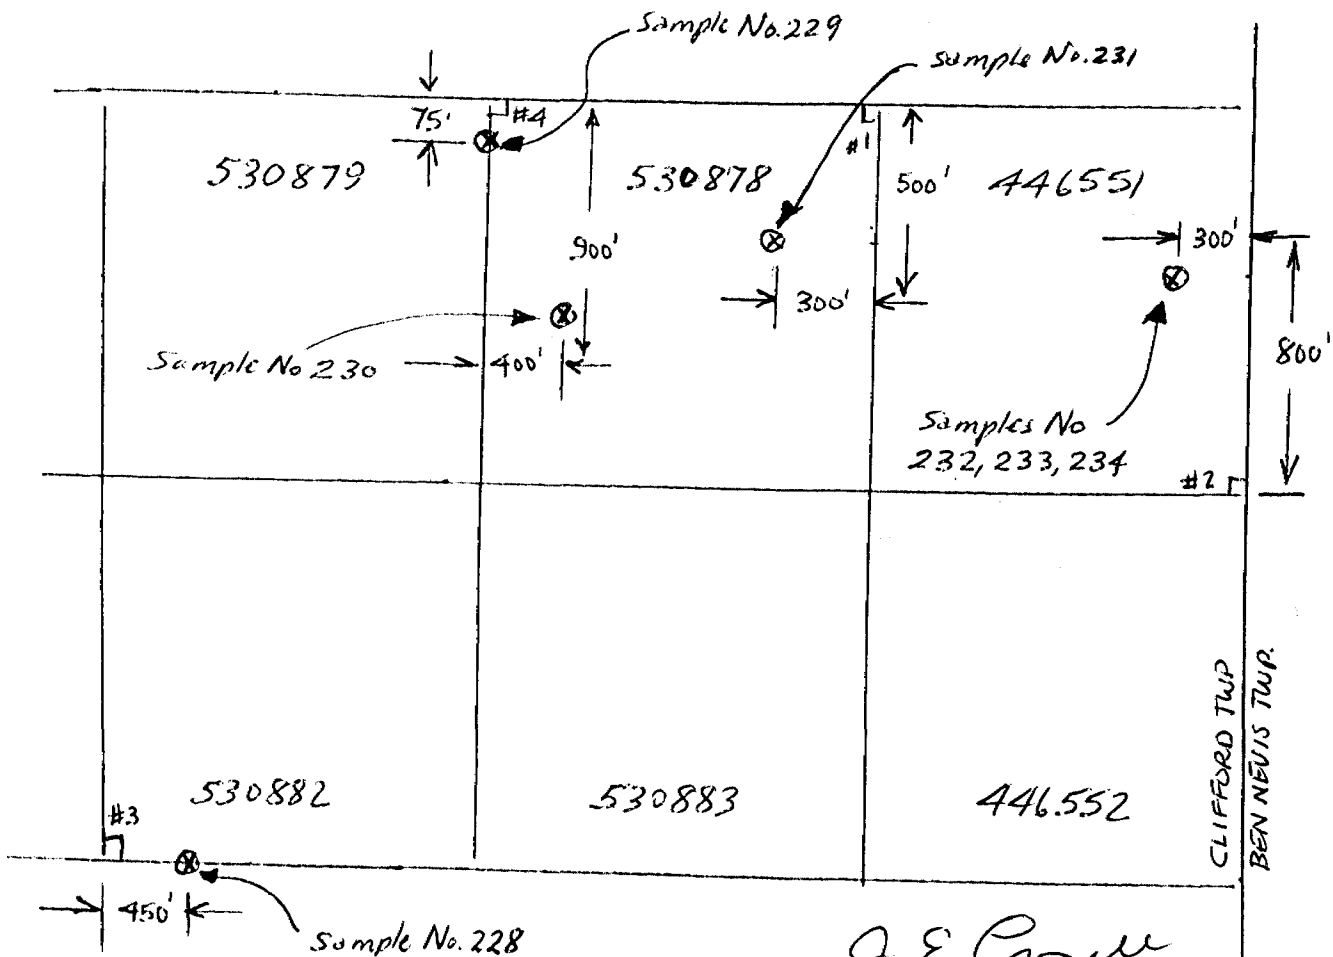 Sample No.229
Sample No.231
75'
#4
#1
530879
530878
500'
446551
900'
300'
300'
Sample No 230
400'
800'
Samples No
232, 233, 234
#2
CLIFFORD TWP
BEN NEVIS TWP.
530882
530883
446552
#3
450'
Sample No. 228